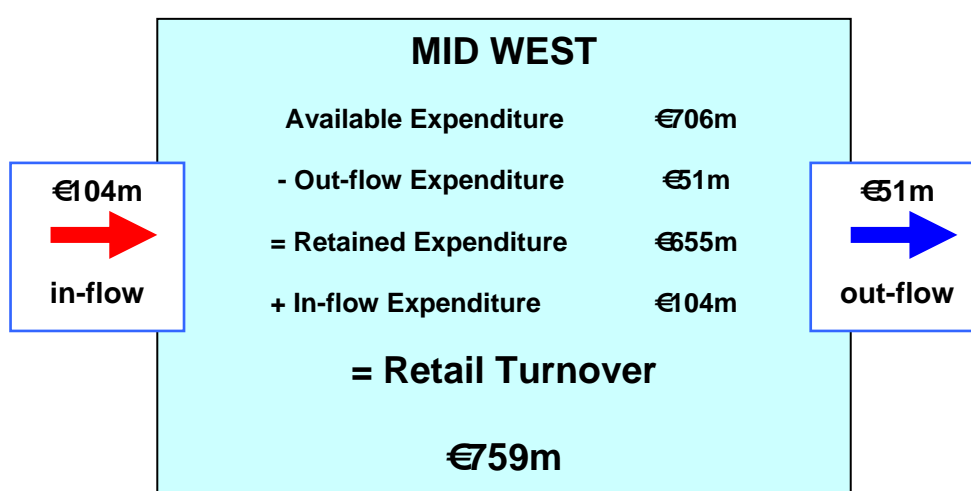 MID WEST
Available Expenditure €706m
- Out-flow Expenditure €51m
= Retained Expenditure €655m
+ In-flow Expenditure €104m
= Retail Turnover
€759m
€104m
in-flow
€51m
out-flow